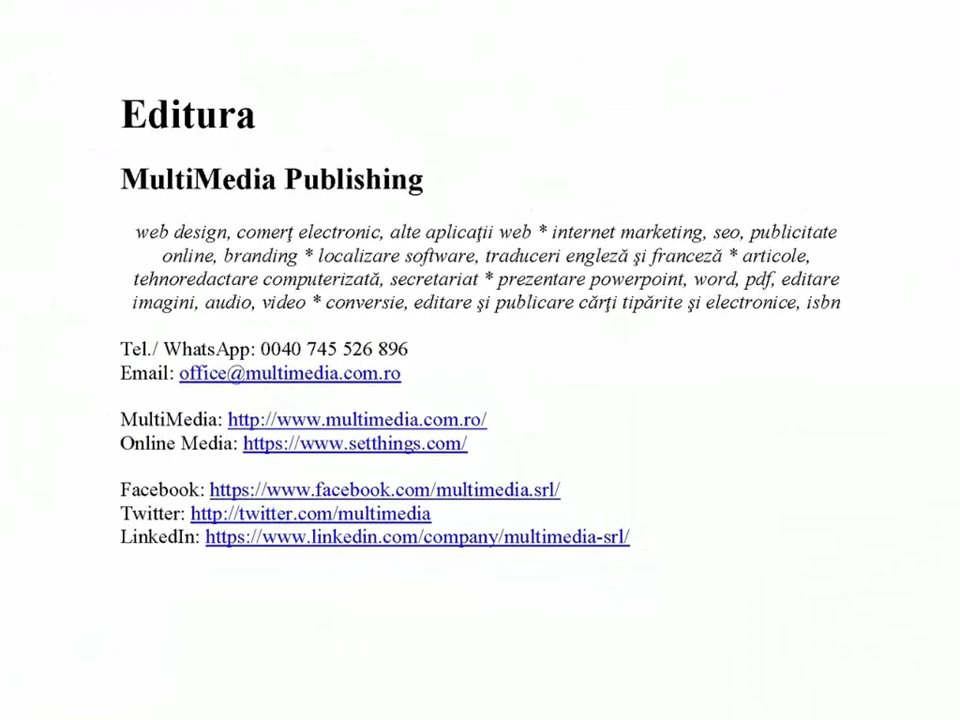 Editura
MultiMedia Publishing
web design, comerţ electronic, alte aplicaţii web * internet marketing, seo, publicitate
online, branding * localizare software, traduceri engleză şi franceză * articole,
tehnoredactare computerizată, secretariat * prezentare powerpoint, word, pdf, editare
imagini, audio, video * conversie, editare şi publicare cărţi tipărite şi electronice, isbn
Tel./ WhatsApp: 0040 745 526 896
Email: office@multimedia.com.ro
MultiMedia: http://www.multimedia.com.ro/
Online Media: https://www.setthings.com/
Facebook: https://www.facebook.com/multimedia.srl/
Twitter: http://twitter.com/multimedia
LinkedIn: https://www.linkedin.com/company/multimedia-srl/